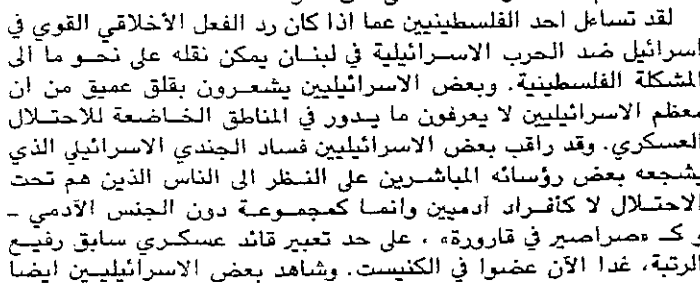 لقد تساءل احد الفلسطينيين عما اذا كان رد الفعل الأخلاقي القوي في
اسرائيل ضد الحرب الاسرائيلية في لبنان يمكن نقله على نحو ما الى
المشكلة الفلسطينية. وبعض الاسرائيليين يشعرون بقلق عميق من ان
معظم الاسرائيليين لا يعرفون ما يدور في المناطق الخاضعة للاحتلال
العسكري. وقد راقب بعض الاسرائيليين فساد الجندي الاسرائيلي الذي
يشجعه بعض رؤسائه المباشرين على النظر الى الناس الذين هم تحت
الاحتلال لا كأفراد آدميين وانما كمجموعة دون الجنس الآدمي -
و كـ «صراصير في قارورة» ، على حد تعبير قائد عسكري سابق رفيع
الرتبة، غدا الآن عضوا في الكنيست. وشاهد بعض الاسرائيليين ايضا